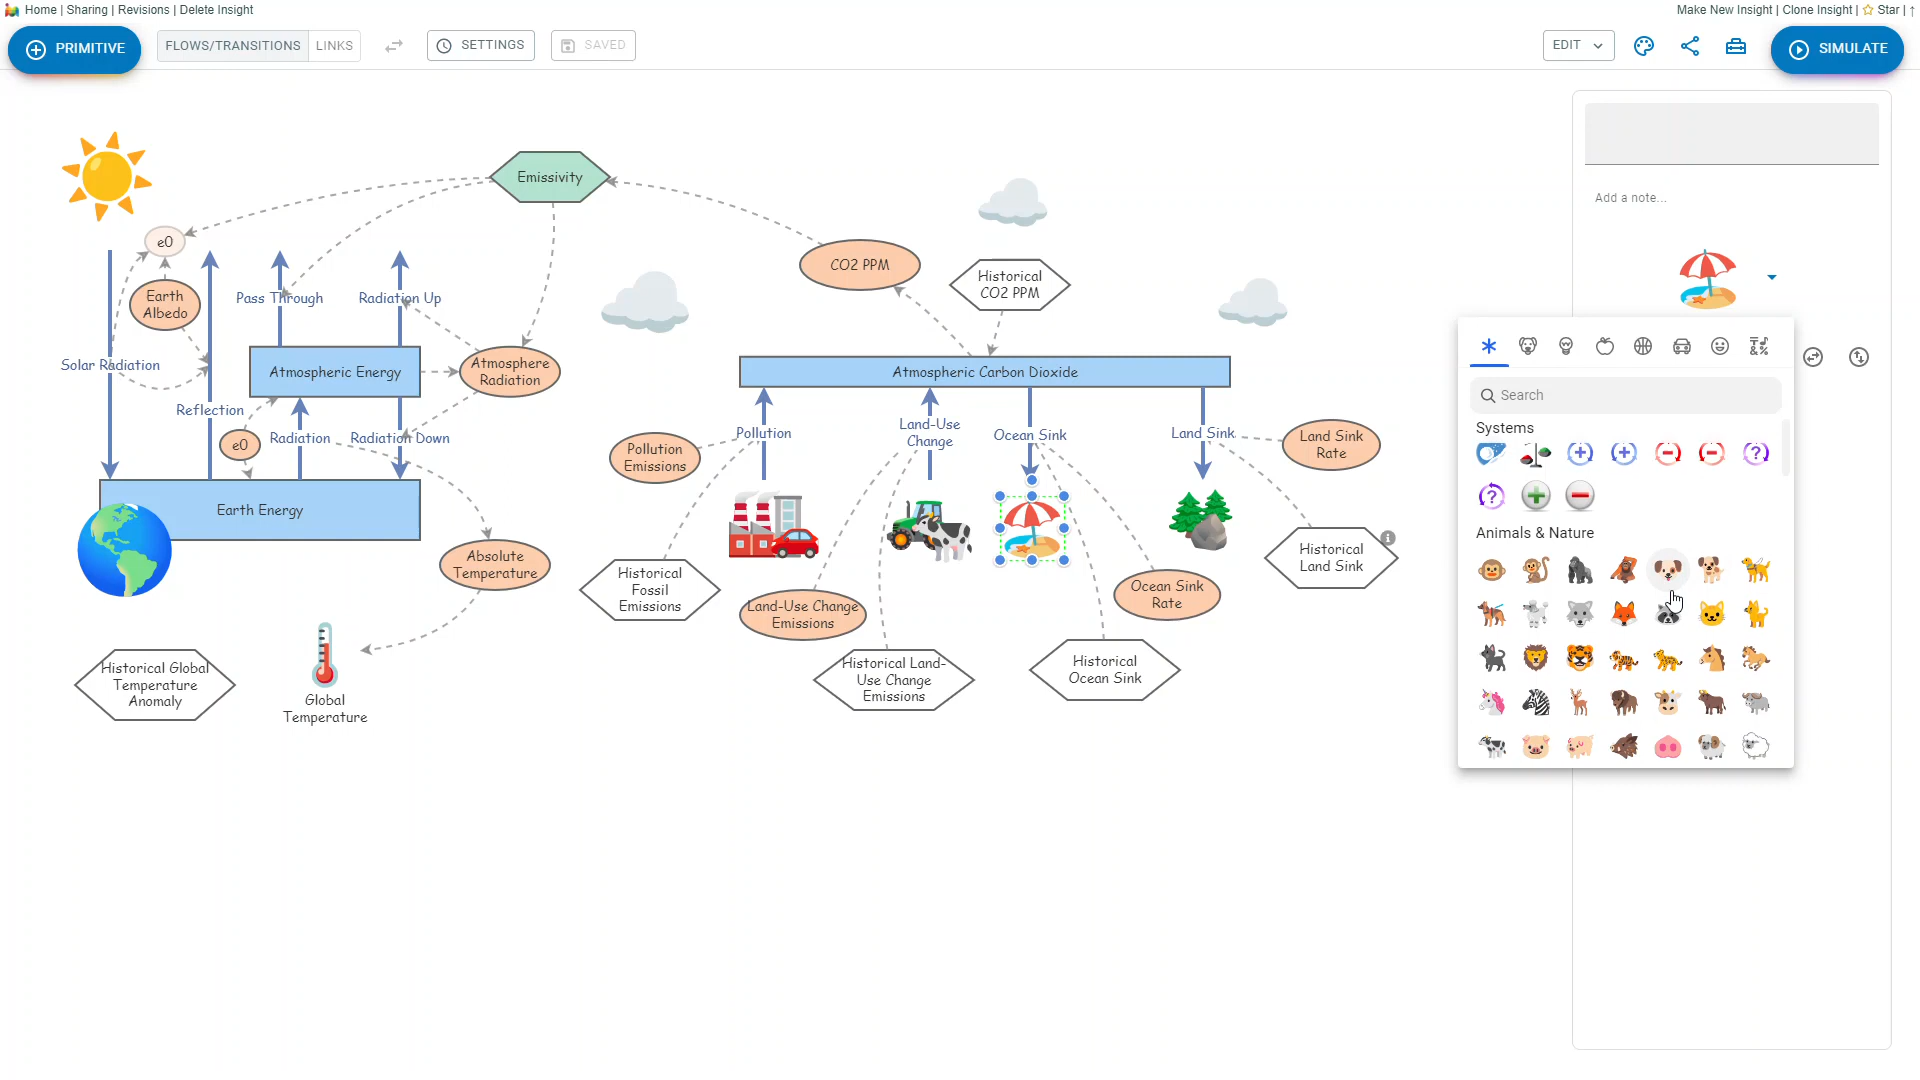 Home | Sharing | Revisions | Delete Insight
Make New Insight | Clone Insight | Star | ↑
PRIMITIVE
FLOWS/TRANSITIONS
LINKS
SETTINGS
SAVED
EDIT
SIMULATE
Add a note...
Search
Systems
Animals & Nature
Emissivity
e0
Earth
Albedo
Pass Through
Radiation Up
Solar Radiation
Atmospheric Energy
Atmosphere
Radiation
Reflection
e0
Radiation
Radiation Down
Earth Energy
Absolute
Temperature
Historical Global
Temperature
Anomaly
Global
Temperature
CO2 PPM
Historical
CO2 PPM
Atmospheric Carbon Dioxide
Pollution
Land-Use
Change
Ocean Sink
Land Sink
Pollution
Emissions
Land Sink
Rate
Historical
Fossil
Emissions
Land-Use Change
Emissions
Ocean Sink
Rate
Historical
Land Sink
Historical Land-
Use Change
Emissions
Historical
Ocean Sink